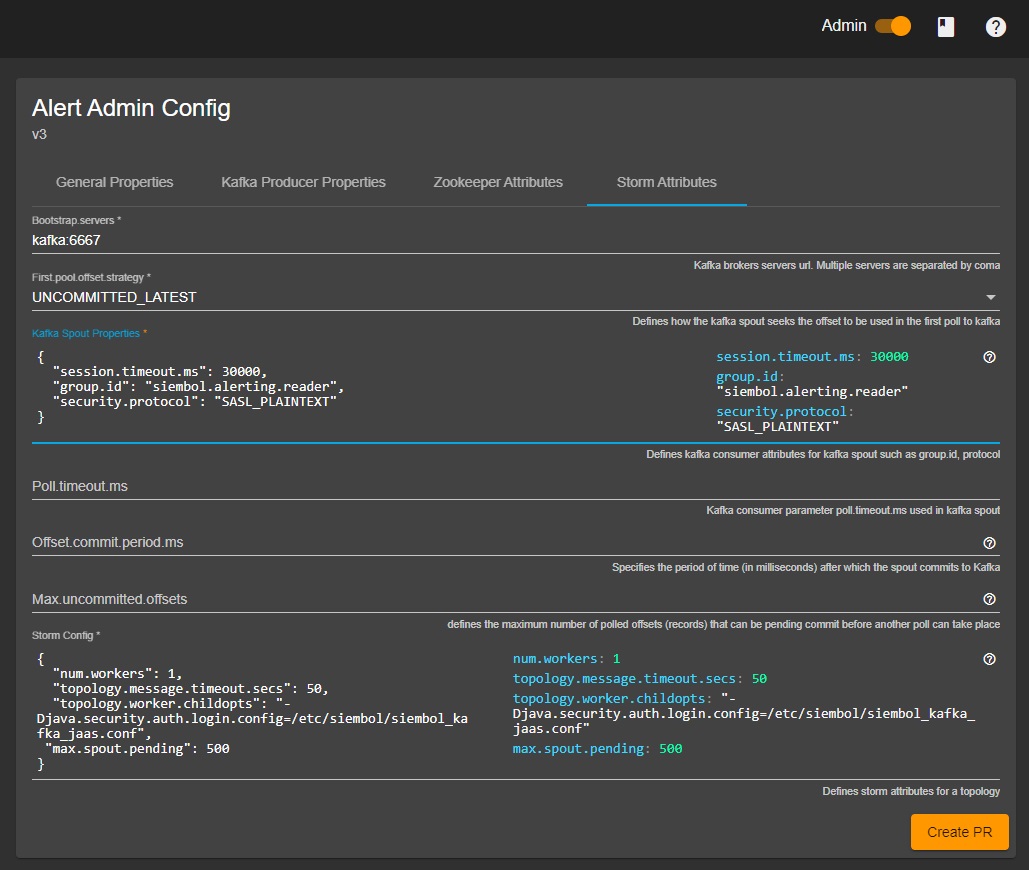 Admin
Alert Admin Config
v3
General Properties
Kafka Producer Properties
Zookeeper Attributes
Storm Attributes
Bootstrap.servers *
kafka:6667
Kafka brokers servers url. Multiple servers are separated by coma
First.pool.offset.strategy *
UNCOMMITTED_LATEST
Defines how the kafka spout seeks the offset to be used in the first poll to kafka
Kafka Spout Properties *
{
"session.timeout.ms": 30000,
"group.id": "siembol.alerting.reader",
"security.protocol": "SASL_PLAINTEXT"
}
session.timeout.ms: 30000
group.id:
"siembol.alerting.reader"
security.protocol:
"SASL_PLAINTEXT"
Defines kafka consumer attributes for kafka spout such as group.id, protocol
Poll.timeout.ms
Kafka consumer parameter poll.timeout.ms used in kafka spout
Offset.commit.period.ms
Specifies the period of time (in milliseconds) after which the spout commits to Kafka
Max.uncommitted.offsets
defines the maximum number of polled offsets (records) that can be pending commit before another poll can take place
Storm Config *
{
"num.workers": 1,
"topology.message.timeout.secs": 50,
"topology.worker.childopts": "-
Djava.security.auth.login.config=/etc/siembol/siembol_ka
fka_jaas.conf",
"max.spout.pending": 500
}
num.workers: 1
topology.message.timeout.secs: 50
topology.worker.childopts: "-
Djava.security.auth.login.config=/etc/siembol/siembol_kafka_
jaas.conf"
max.spout.pending: 500
Defines storm attributes for a topology
Create PR